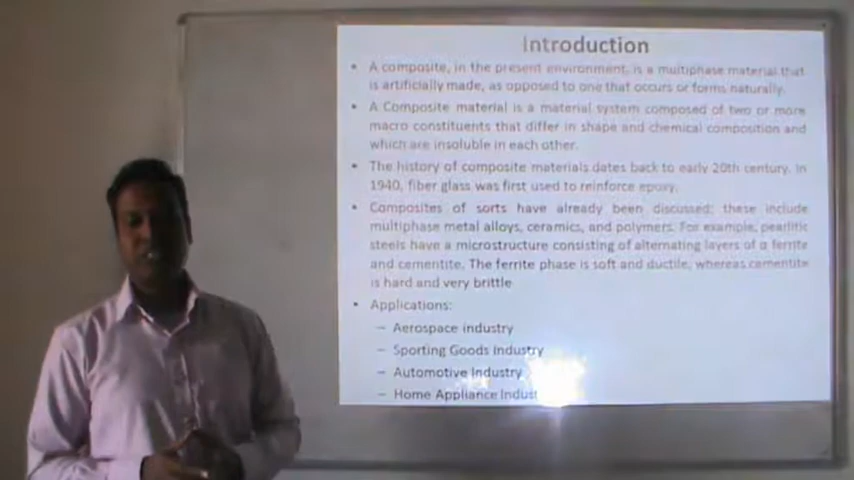 Introduction
• A composite, in the present environment, is a multiphase material that
is artificially made, as opposed to one that occurs or forms naturally.
• A Composite material is a material system composed of two or more
macro constituents that differ in shape and chemical composition and
which are insoluble in each other.
• The history of composite materials dates back to early 20th century. In
1940, fiber glass was first used to reinforce epoxy.
• Composites of sorts have already been discussed; these include
multiphase metal alloys, ceramics, and polymers. For example, pearlitic
steels have a microstructure consisting of alternating layers of α ferrite
and cementite. The ferrite phase is soft and ductile, whereas cementite
is hard and very brittle
• Applications:
– Aerospace industry
– Sporting Goods Industry
– Automotive Industry
– Home Appliance